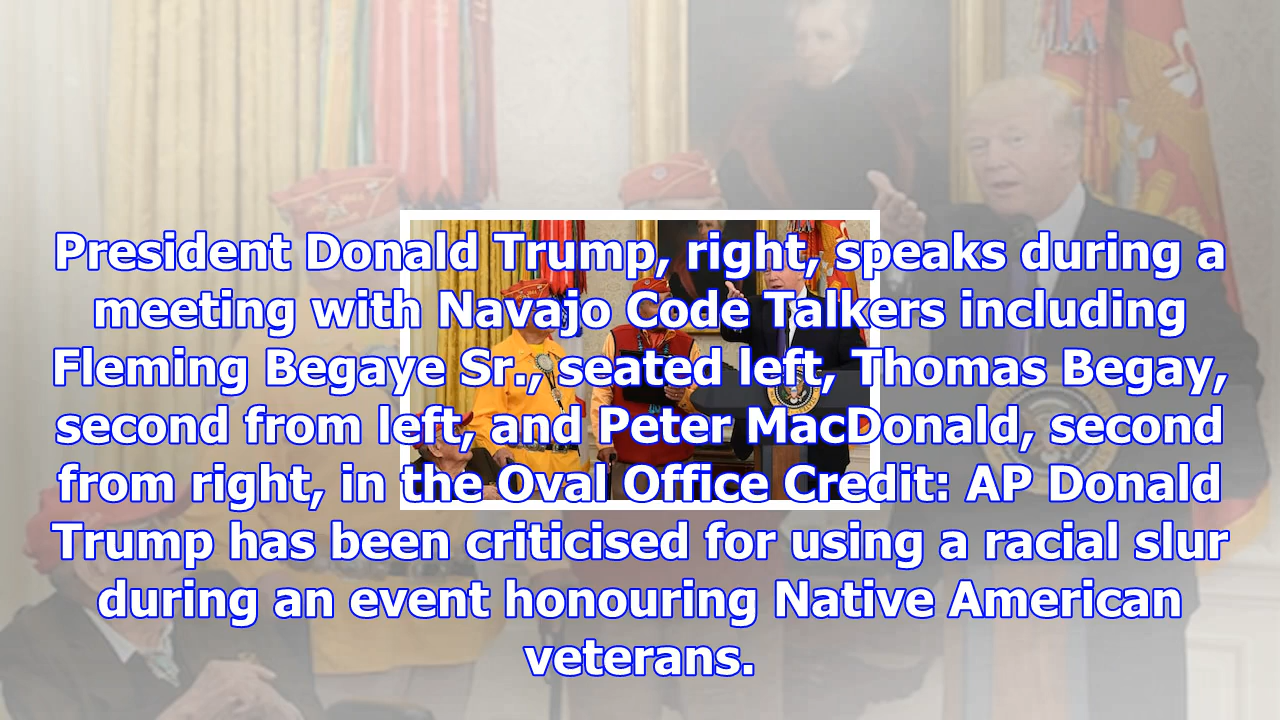 President Donald Trump, right, speaks during a
meeting with Navajo Code Talkers including
Fleming Begaye Sr., seated left, Thomas Begay,
second from left, and Peter MacDonald, second
from right, in the Oval Office Credit: AP Donald
Trump has been criticised for using a racial slur
during an event honouring Native American
veterans.